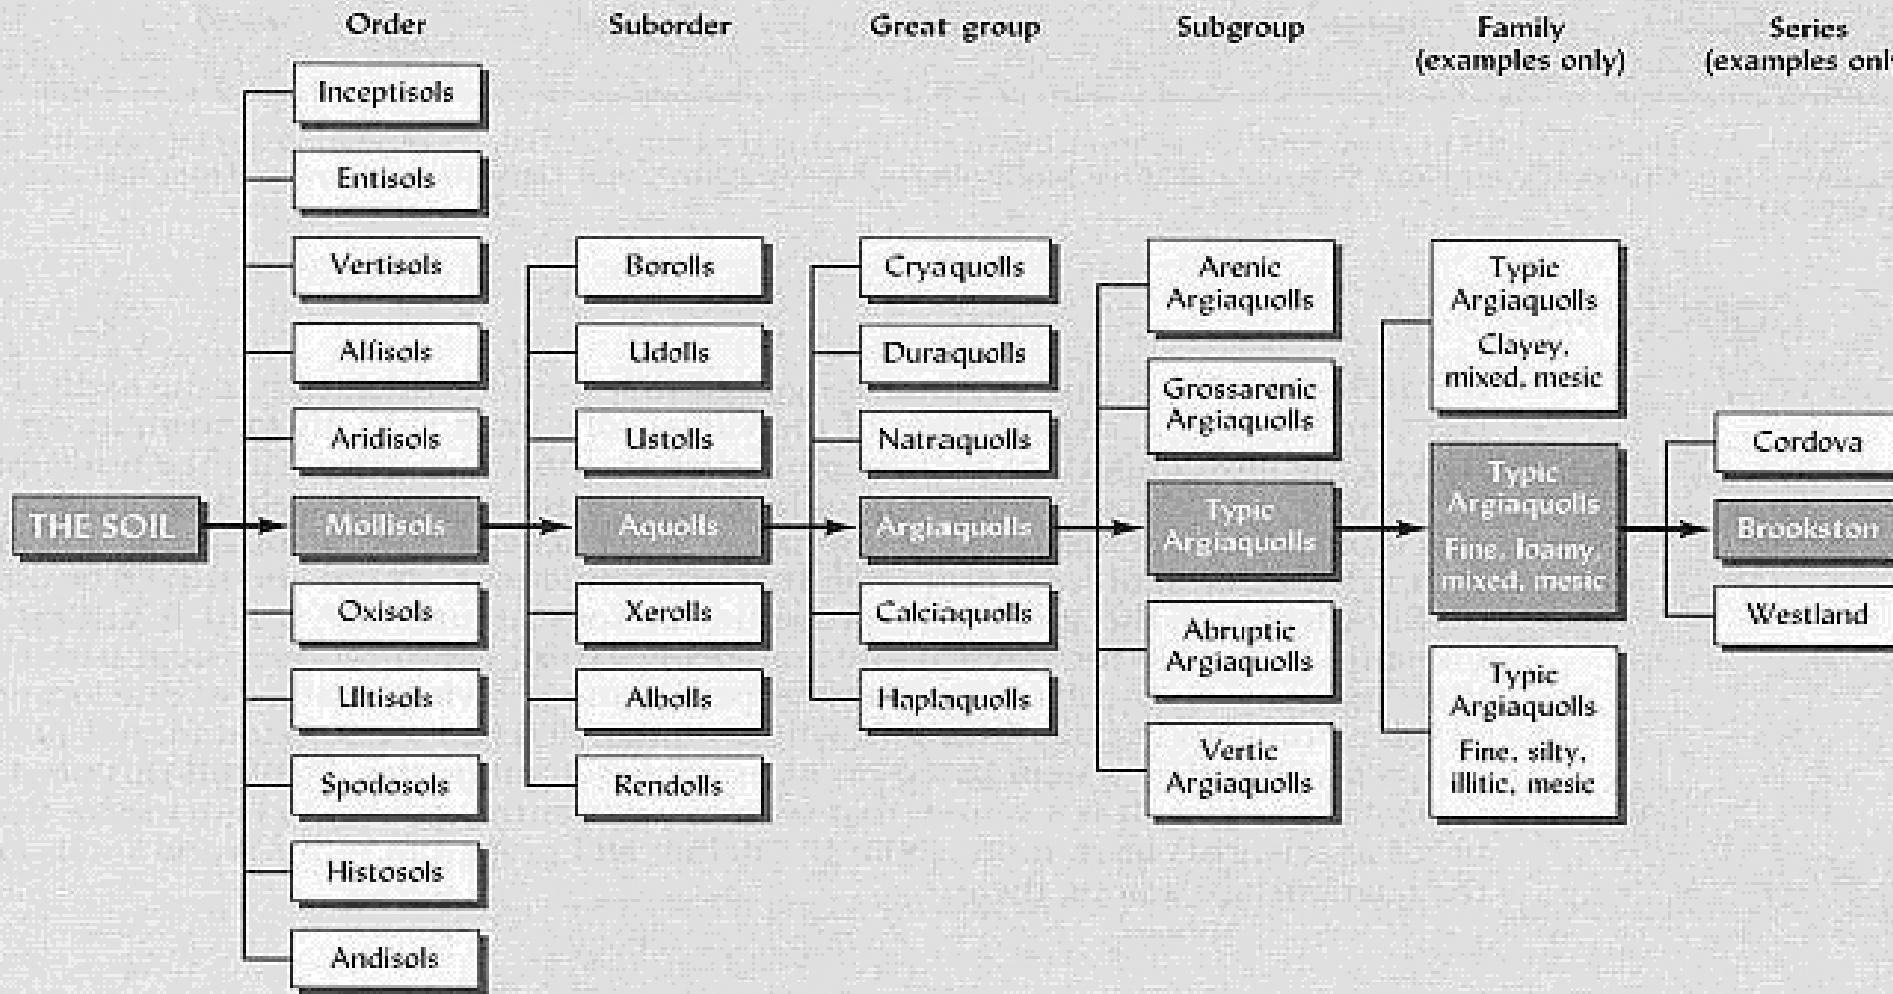 Order
Suborder
Great group
Subgroup
Family
(examples only)
Series
(examples only
THE SOIL
Inceptisols
Entisols
Vertisols
Alfisols
Aridisols
Mollisols
Oxisols
Ultisols
Spodosols
Histosols
Andisols
Borolls
Udolls
Ustolls
Aquolls
Xerolls
Albolls
Rendolls
Cryaquolls
Duraquolls
Natraquolls
Argiaquolls
Calciaquolls
Haplaquolls
Arenic
Argiaquolls
Grossarenic
Argiaquolls
Typic
Argiaquolls
Abruptic
Argiaquolls
Vertic
Argiaquolls
Typic
Argiaquolls
Clayey,
mixed, mesic
Typic
Argiaquolls
Fine, loamy,
mixed, mesic
Typic
Argiaquolls
Fine, silty,
illitic, mesic
Cordova
Brookston
Westland